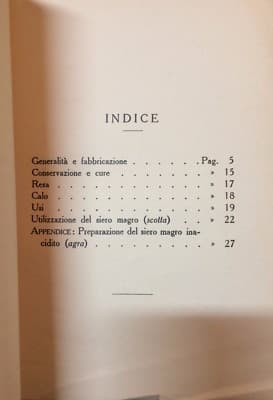 INDICE
Generalità e fabbricazione . . . . . . Pag. 5
Conservazione e cure . . . . . . . » 15
Resa . . . . . . . . . . . » 17
Calo . . . . . . . . . . . » 18
Usi . . . . . . . . . . . » 19
Utilizzazione del siero magro (scotta) . . » 22
APPENDICE: Preparazione del siero magro ina-
cidito (agra) . . . . . . . . . » 27